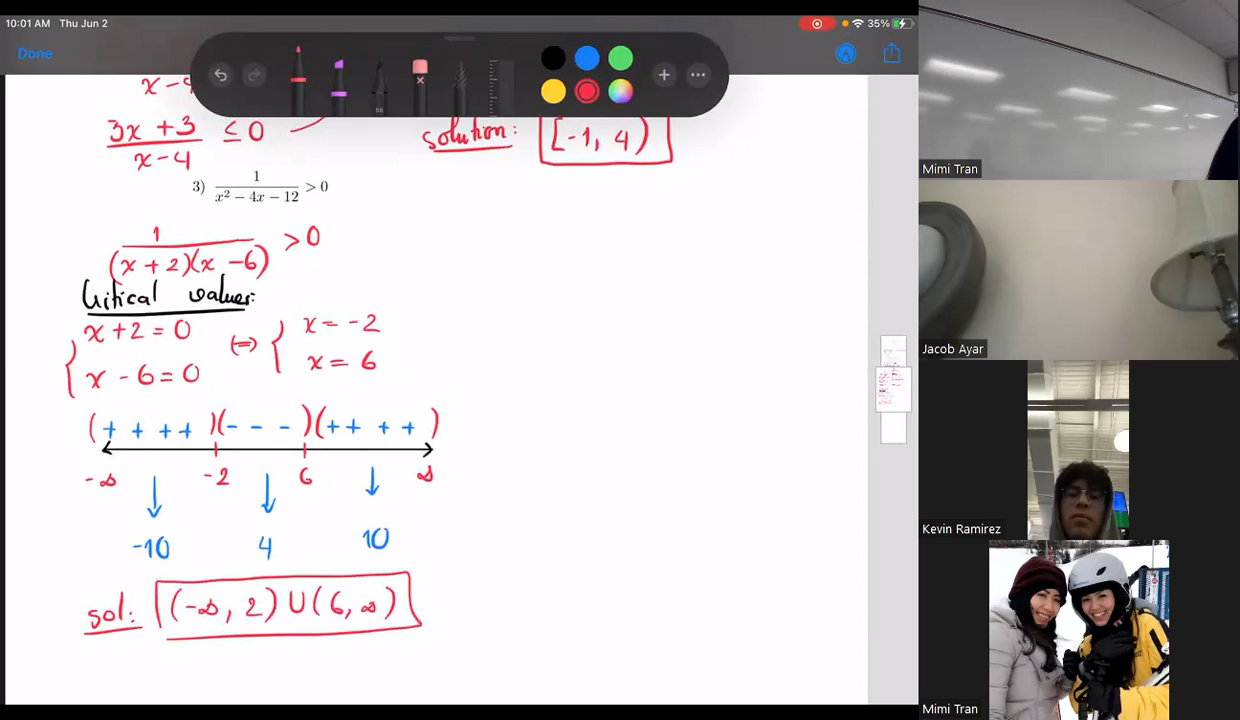 10:01 AM Thu Jun 2
35%
Done
50
x-4
3x+3 / x-4 ≤ 0
solution: [-1, 4)
3) 1 / x² − 4x − 12 > 0
1 / (x+2)(x-6) > 0
Critical values:
x+2=0 ⇔ x=-2
x-6=0 x=6
(+ + + + )(- - - )(+ + + + )
-∞ -2 6 ∞
-10 4 10
sol: (-∞, 2) U (6, ∞)
Mimi Tran
Jacob Ayar
Kevin Ramirez
Mimi Tran